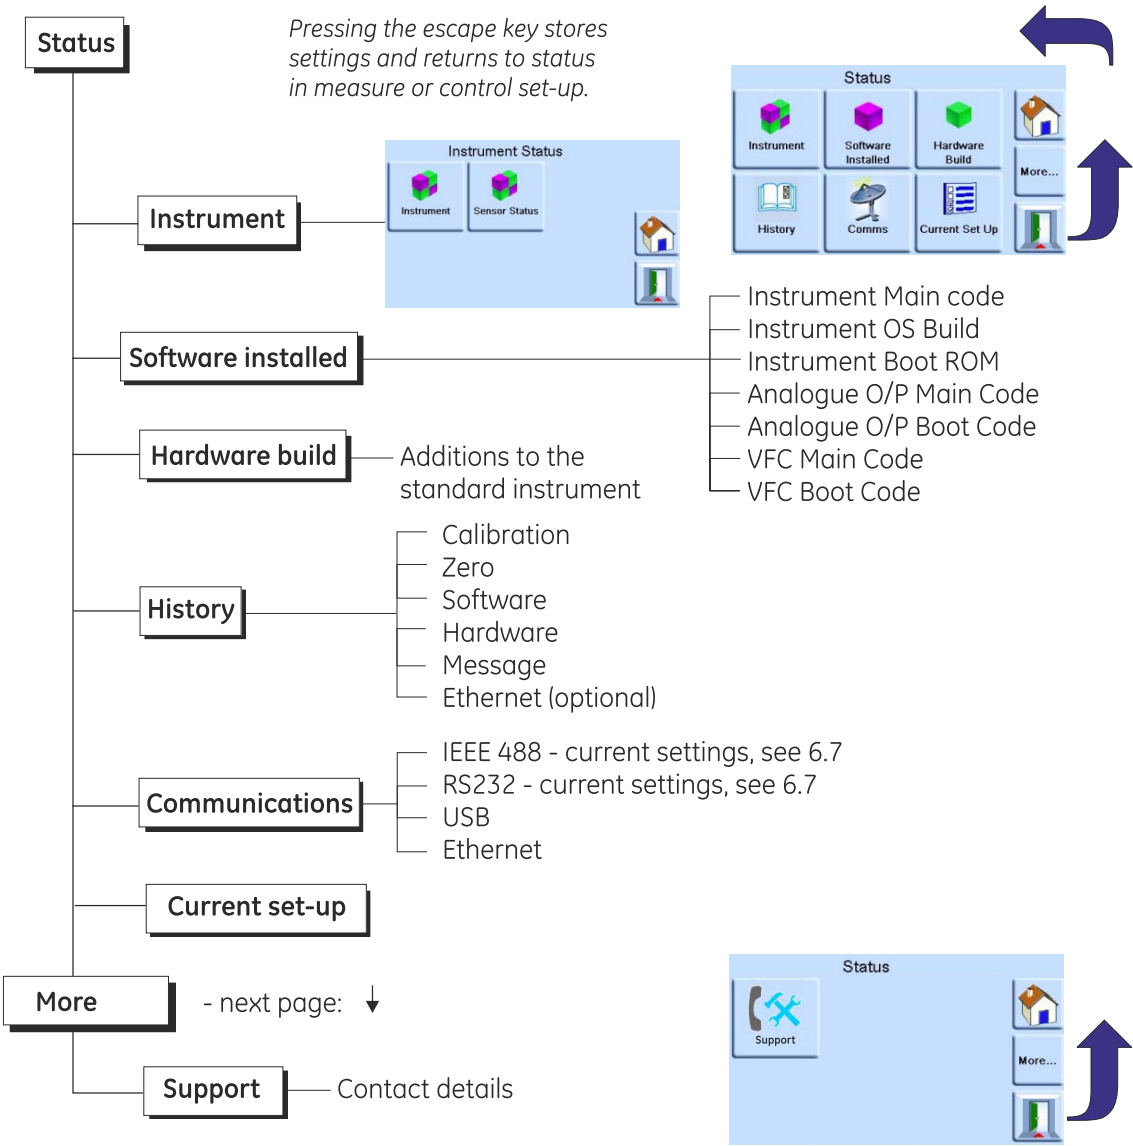 Status
Pressing the escape key stores
settings and returns to status
in measure or control set-up.
Status
Instrument
Software
Installed
Hardware
Build
More...
History
Comms
Current Set Up
Instrument Status
Instrument
Sensor Status
Instrument
Software installed
Instrument Main code
Instrument OS Build
Instrument Boot ROM
Analogue O/P Main Code
Analogue O/P Boot Code
VFC Main Code
VFC Boot Code
Hardware build
Additions to the
standard instrument
History
Calibration
Zero
Software
Hardware
Message
Ethernet (optional)
Communications
IEEE 488 - current settings, see 6.7
RS232 - current settings, see 6.7
USB
Ethernet
Current set-up
More
- next page:
Status
Support
More...
Support
Contact details